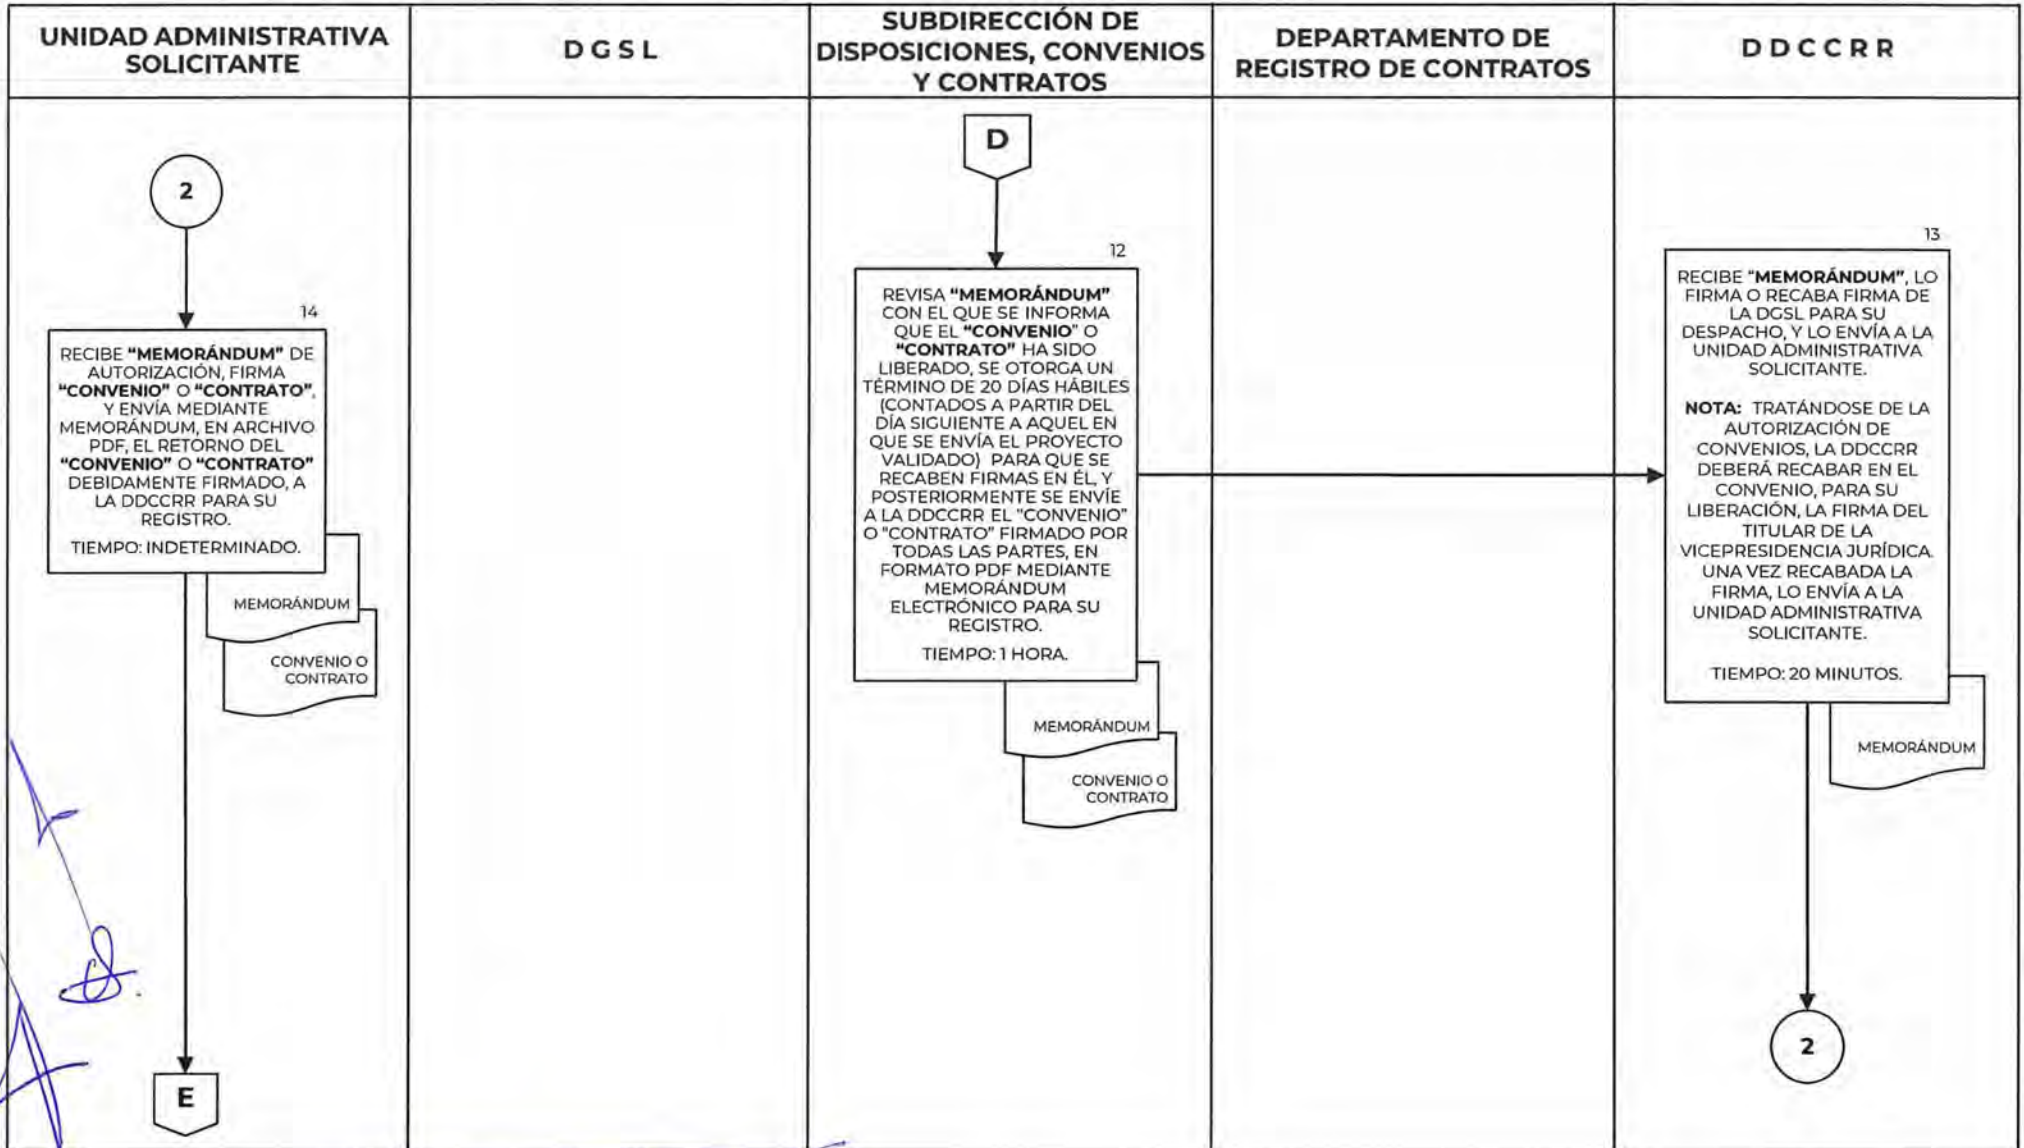 UNIDAD ADMINISTRATIVA
SOLICITANTE
D G S L
SUBDIRECCIÓN DE
DISPOSICIONES, CONVENIOS
Y CONTRATOS
DEPARTAMENTO DE
REGISTRO DE CONTRATOS
D D C C R R
2
14
RECIBE “MEMORÁNDUM” DE
AUTORIZACIÓN, FIRMA
“CONVENIO” O “CONTRATO”,
Y ENVÍA MEDIANTE
MEMORÁNDUM, EN ARCHIVO
PDF, EL RETORNO DEL
“CONVENIO” O “CONTRATO”
DEBIDAMENTE FIRMADO, A
LA DDCCRR PARA SU
REGISTRO.
TIEMPO: INDETERMINADO.
MEMORÁNDUM
CONVENIO O
CONTRATO
E
D
12
REVISA “MEMORÁNDUM”
CON EL QUE SE INFORMA
QUE EL “CONVENIO” O
“CONTRATO” HA SIDO
LIBERADO, SE OTORGA UN
TÉRMINO DE 20 DÍAS HÁBILES
(CONTADOS A PARTIR DEL
DÍA SIGUIENTE A AQUEL EN
QUE SE ENVÍA EL PROYECTO
VALIDADO) PARA QUE SE
RECABEN FIRMAS EN ÉL, Y
POSTERIORMENTE SE ENVÍE
A LA DDCCRR EL "CONVENIO"
O "CONTRATO" FIRMADO POR
TODAS LAS PARTES, EN
FORMATO PDF MEDIANTE
MEMORÁNDUM
ELECTRÓNICO PARA SU
REGISTRO.
TIEMPO: 1 HORA.
MEMORÁNDUM
CONVENIO O
CONTRATO
13
RECIBE “MEMORÁNDUM”, LO
FIRMA O RECABA FIRMA DE
LA DGSL PARA SU
DESPACHO, Y LO ENVÍA A LA
UNIDAD ADMINISTRATIVA
SOLICITANTE.
NOTA: TRATÁNDOSE DE LA
AUTORIZACIÓN DE
CONVENIOS, LA DDCCRR
DEBERÁ RECABAR EN EL
CONVENIO, PARA SU
LIBERACIÓN, LA FIRMA DEL
TITULAR DE LA
VICEPRESIDENCIA JURÍDICA.
UNA VEZ RECABADA LA
FIRMA, LO ENVÍA A LA
UNIDAD ADMINISTRATIVA
SOLICITANTE.
TIEMPO: 20 MINUTOS.
MEMORÁNDUM
2